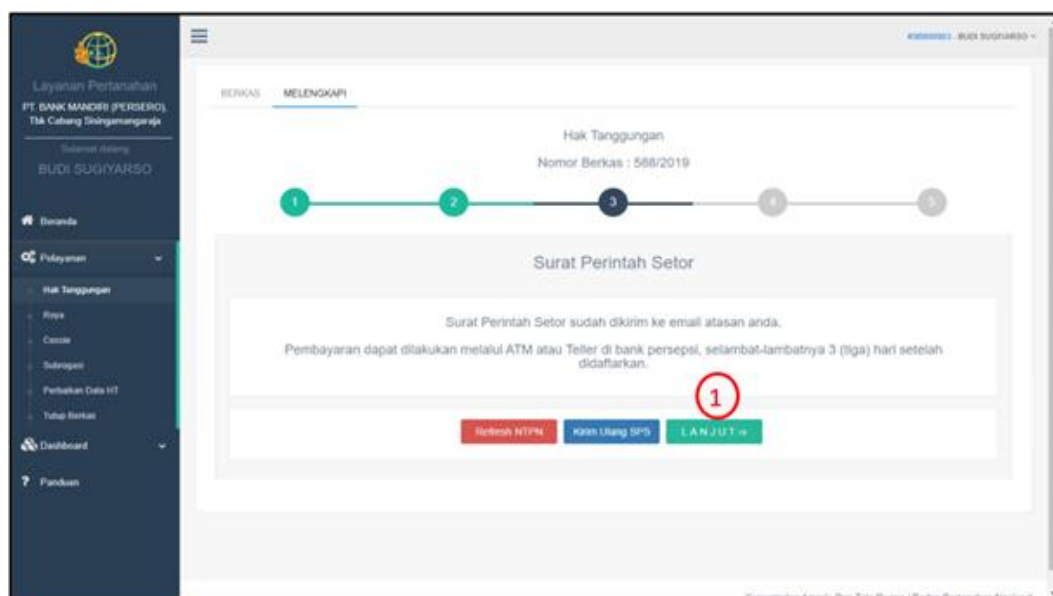 Layanan Pertanahan
PT. BANK MANDIRI (PERSERO),
Tbk Cabang Sisingamangaraja
Selamat datang,
BUDI SUGIYARSO
Beranda
Pelayanan
Hak Tanggungan
Roya
Cessie
Subrogasi
Perbaikan Data HT
Tutup Berkas
Dashboard
? Panduan
BUDI SUGIYARSO
BERKAS MELENGKAPI
Hak Tanggungan
Nomor Berkas : 588/2019
1 2 3 4 5
Surat Perintah Setor
Surat Perintah Setor sudah dikirim ke email atasan anda.
Pembayaran dapat dilakukan melalui ATM atau Teller di bank persepsi, selambat-lambatnya 3 (tiga) hari setelah
didaftarkan.
1
Refresh NTPN Kirim Ulang SPS L A N J U T →